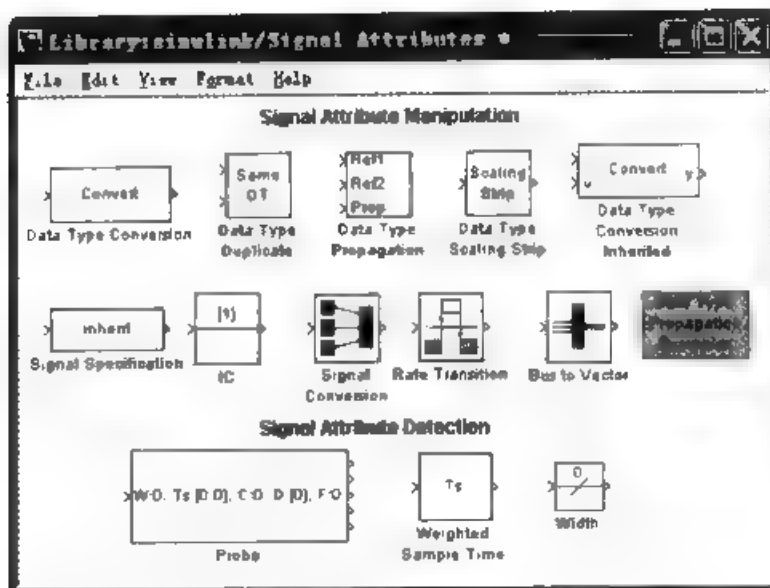 Library:simulink/Signal Attributes *
File Edit View Format Help
Signal Attribute Manipulation
Convert
Data Type Conversion
Same
DT
Data Type
Duplicate
Ref1
Ref2
Prop
Data Type
Propagation
Scaling
Strip
Data Type
Scaling Strip
Convert
u
y
Data Type
Conversion
Inherited
inherit
Signal Specification
[1]
IC
Signal
Conversion
Rate Transition
Bus to Vector
Propagation
Signal Attribute Detection
W:0, Ts:[0 0], C:0, D:[0], F:0
Probe
Ts
Weighted
Sample Time
0
Width